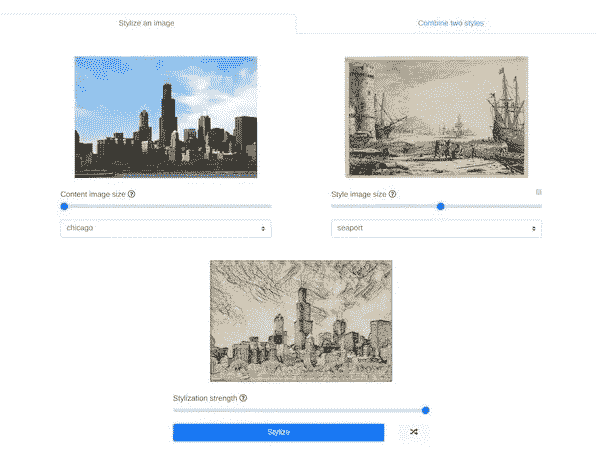 Stylize an image
Combine two styles
Content image size
Style image size
chicago
seaport
Stylization strength
Stylize